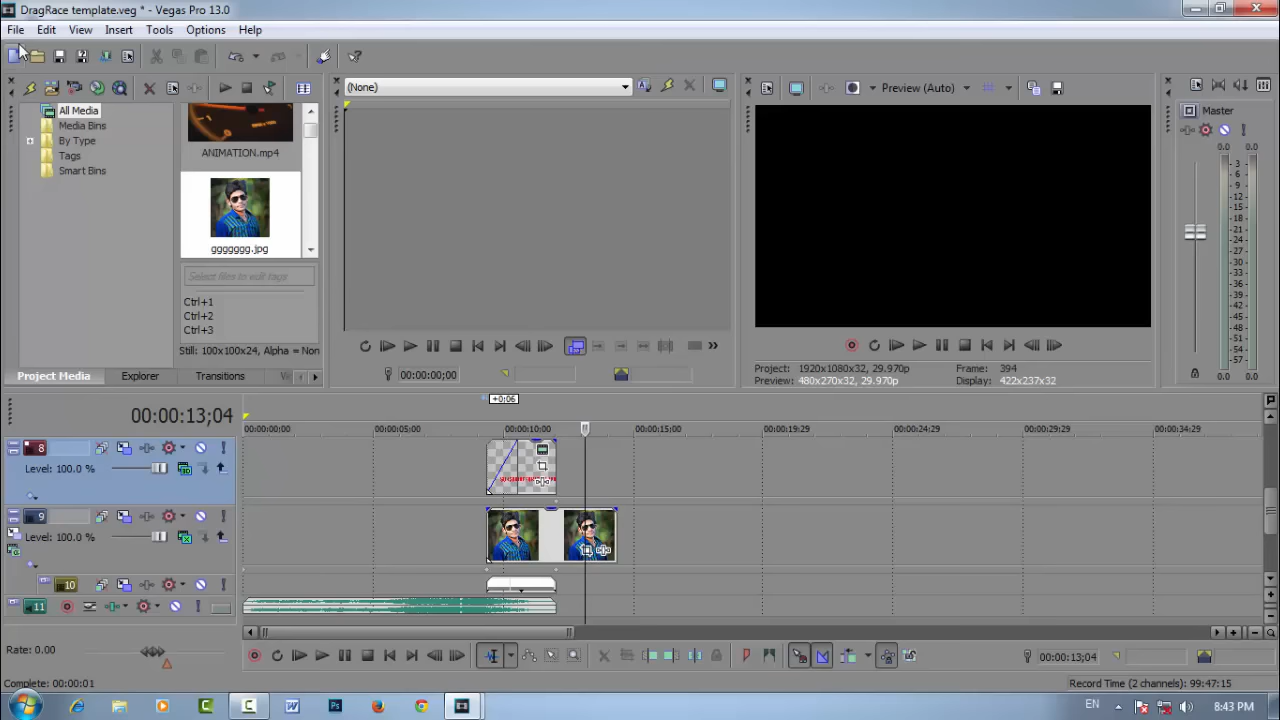 DragRace template.veg * - Vegas Pro 13.0
File Edit View Insert Tools Options Help
(None)
Preview (Auto)
All Media
Media Bins
By Type
Tags
Smart Bins
ANIMATION.mp4
ggggggg.jpg
Select files to edit tags
Ctrl+1
Ctrl+2
Ctrl+3
Still: 100x100x24, Alpha = Non
Project Media Explorer Transitions
00:00:00;00
Project: 1920x1080x32, 29.970p
Preview: 480x270x32, 29.970p
Frame: 394
Display: 422x237x32
Master
0.0 0.0
3
6
9
12
15
18
21
24
27
30
33
36
39
42
45
48
51
54
57
0.0 0.0
00:00:13;04
+0;06
00:00:00;00 00:00:05;00 00:00:10;00 00:00:15;00 00:00:19;29 00:00:24;29 00:00:29;29 00:00:34;29
8
Level: 100.0 %
9
Level: 100.0 %
10
11
Rate: 0.00
00:00:13;04
Complete: 00:00:01
Record Time (2 channels): 99:47:15
EN
8:43 PM